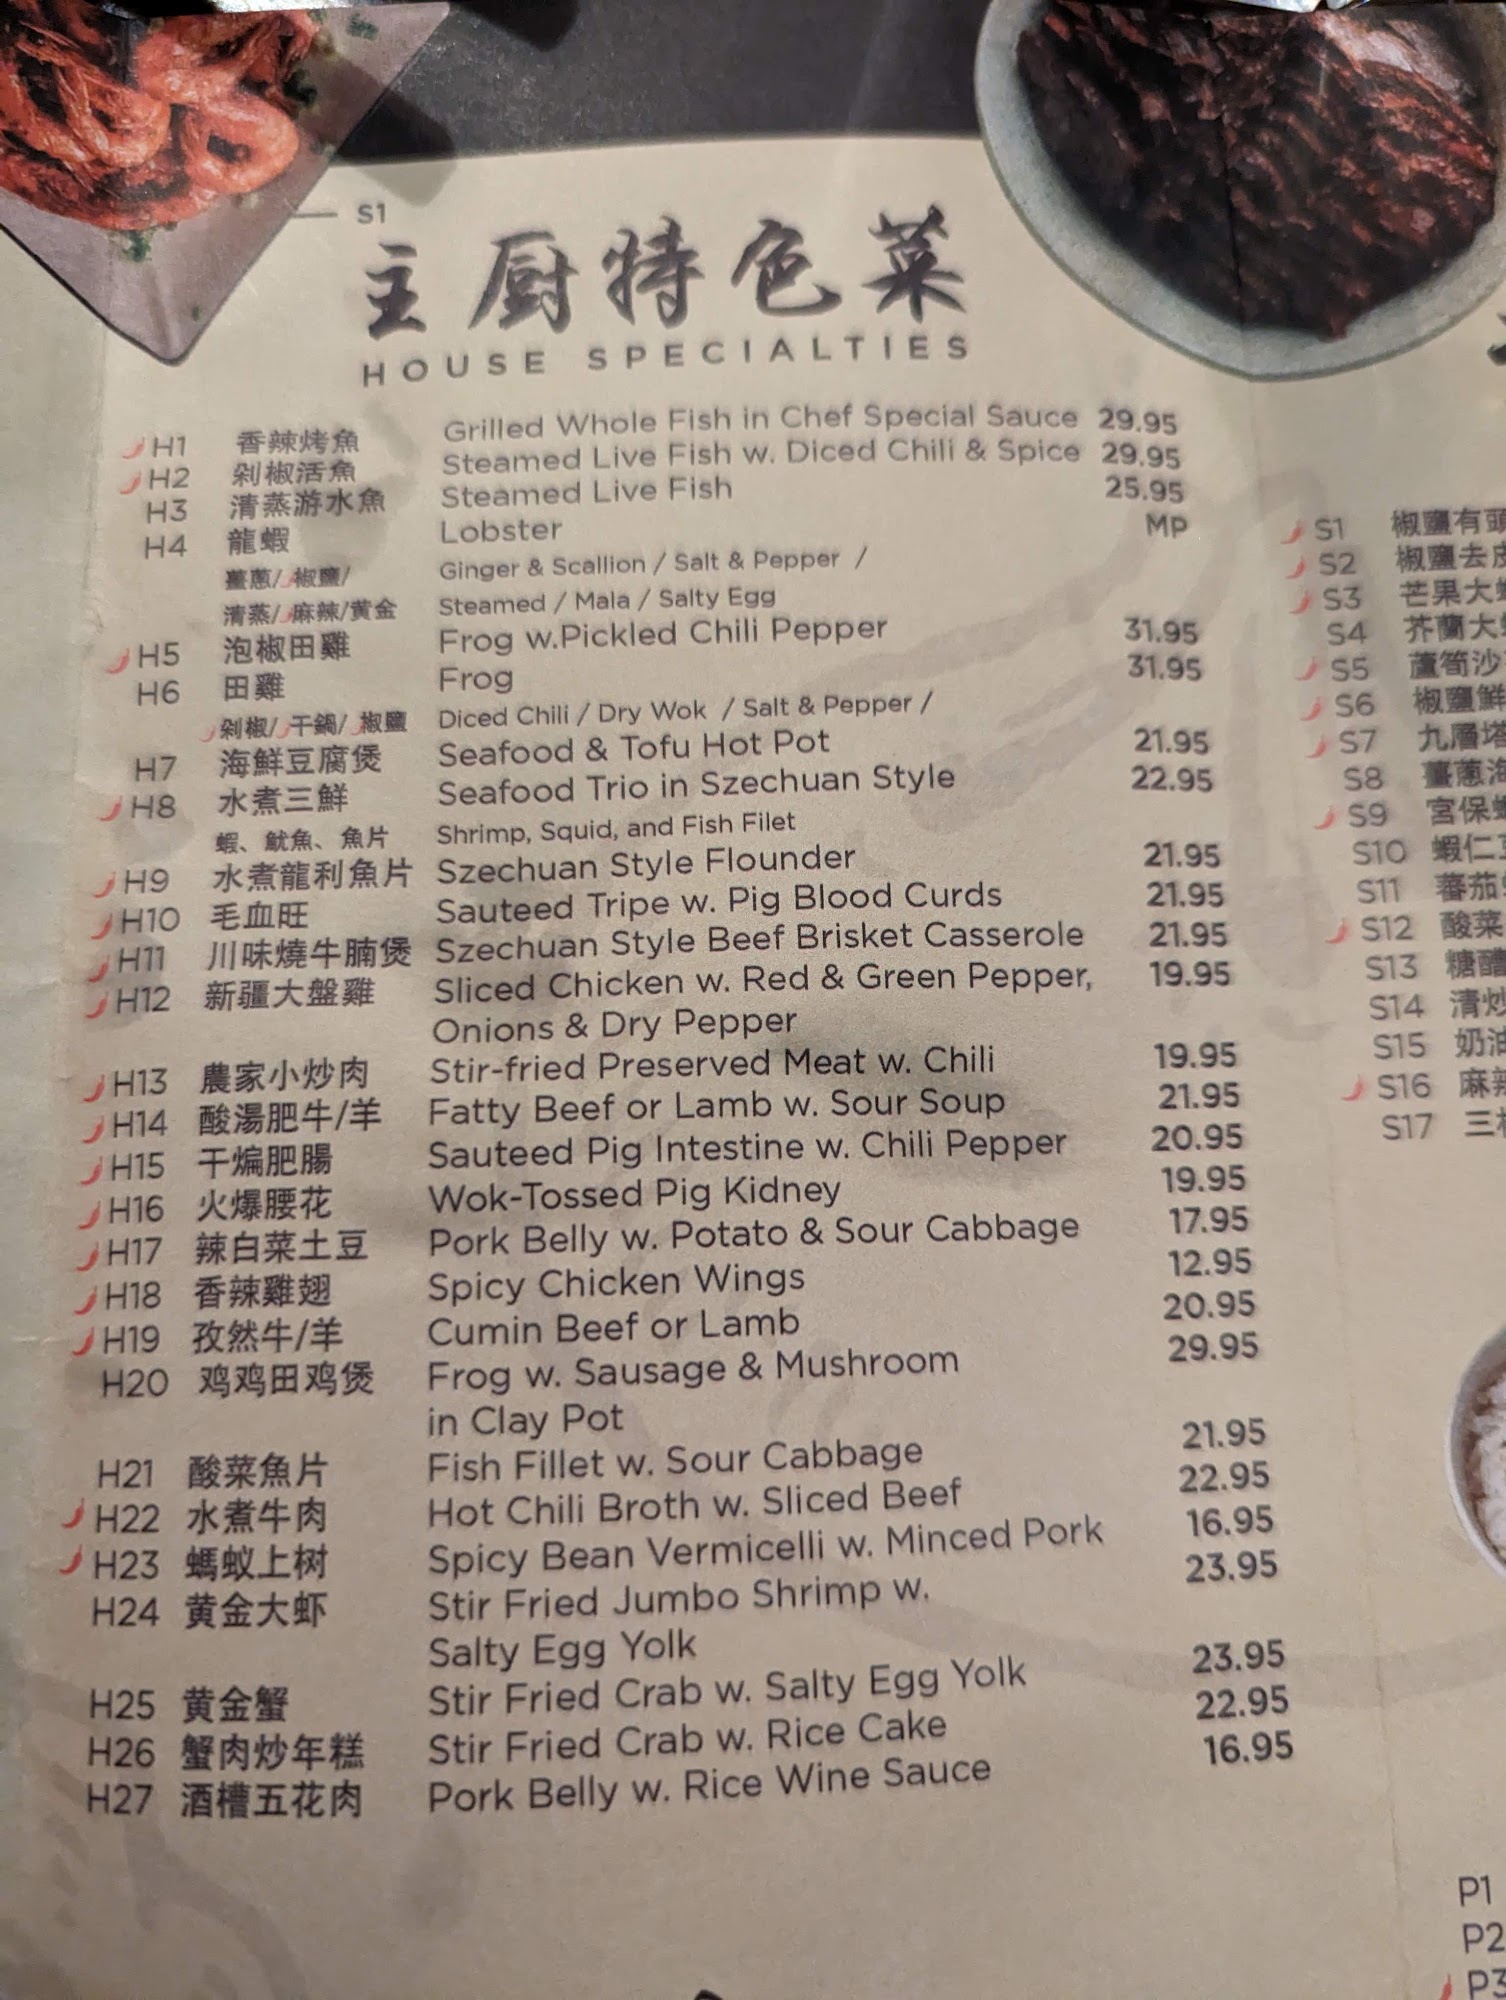 S1
主厨特色菜
HOUSE SPECIALTIES
H1 香辣烤魚 Grilled Whole Fish in Chef Special Sauce 29.95
H2 剁椒活魚 Steamed Live Fish w. Diced Chili & Spice 29.95
H3 清蒸游水魚 Steamed Live Fish 25.95
H4 龍蝦 Lobster MP
薑蔥/椒鹽/ Ginger & Scallion / Salt & Pepper /
清蒸/麻辣/黄金 Steamed / Mala / Salty Egg
H5 泡椒田雞 Frog w.Pickled Chili Pepper 31.95
H6 田雞 Frog 31.95
剁椒/干鍋/椒鹽 Diced Chili / Dry Wok / Salt & Pepper /
H7 海鮮豆腐煲 Seafood & Tofu Hot Pot 21.95
H8 水煮三鮮 Seafood Trio in Szechuan Style 22.95
蝦、魷魚、魚片 Shrimp, Squid, and Fish Filet
H9 水煮龍利魚片 Szechuan Style Flounder 21.95
H10 毛血旺 Sauteed Tripe w. Pig Blood Curds 21.95
H11 川味燒牛腩煲 Szechuan Style Beef Brisket Casserole 21.95
H12 新疆大盤雞 Sliced Chicken w. Red & Green Pepper, 19.95
Onions & Dry Pepper
H13 農家小炒肉 Stir-fried Preserved Meat w. Chili 19.95
H14 酸湯肥牛/羊 Fatty Beef or Lamb w. Sour Soup 21.95
H15 干煸肥腸 Sauteed Pig Intestine w. Chili Pepper 20.95
H16 火爆腰花 Wok-Tossed Pig Kidney 19.95
H17 辣白菜土豆 Pork Belly w. Potato & Sour Cabbage 17.95
H18 香辣雞翅 Spicy Chicken Wings 12.95
H19 孜然牛/羊 Cumin Beef or Lamb 20.95
H20 鸡鸡田鸡煲 Frog w. Sausage & Mushroom 29.95
in Clay Pot
H21 酸菜魚片 Fish Fillet w. Sour Cabbage 21.95
H22 水煮牛肉 Hot Chili Broth w. Sliced Beef 22.95
H23 螞蚁上树 Spicy Bean Vermicelli w. Minced Pork 16.95
H24 黄金大虾 Stir Fried Jumbo Shrimp w. 23.95
Salty Egg Yolk
H25 黄金蟹 Stir Fried Crab w. Salty Egg Yolk 23.95
H26 蟹肉炒年糕 Stir Fried Crab w. Rice Cake 22.95
H27 酒槽五花肉 Pork Belly w. Rice Wine Sauce 16.95
S1 椒鹽有頭
S2 椒鹽去皮
S3 芒果大
S4 芥蘭大
S5 蘆筍沙
S6 椒鹽鮮
S7 九層塔
S8 薑蔥海
S9 宮保
S10 蝦仁
S11 蕃茄
S12 酸菜
S13 糖醋
S14 清炒
S15 奶油
S16 麻辣
S17 三
P1
P2
P3